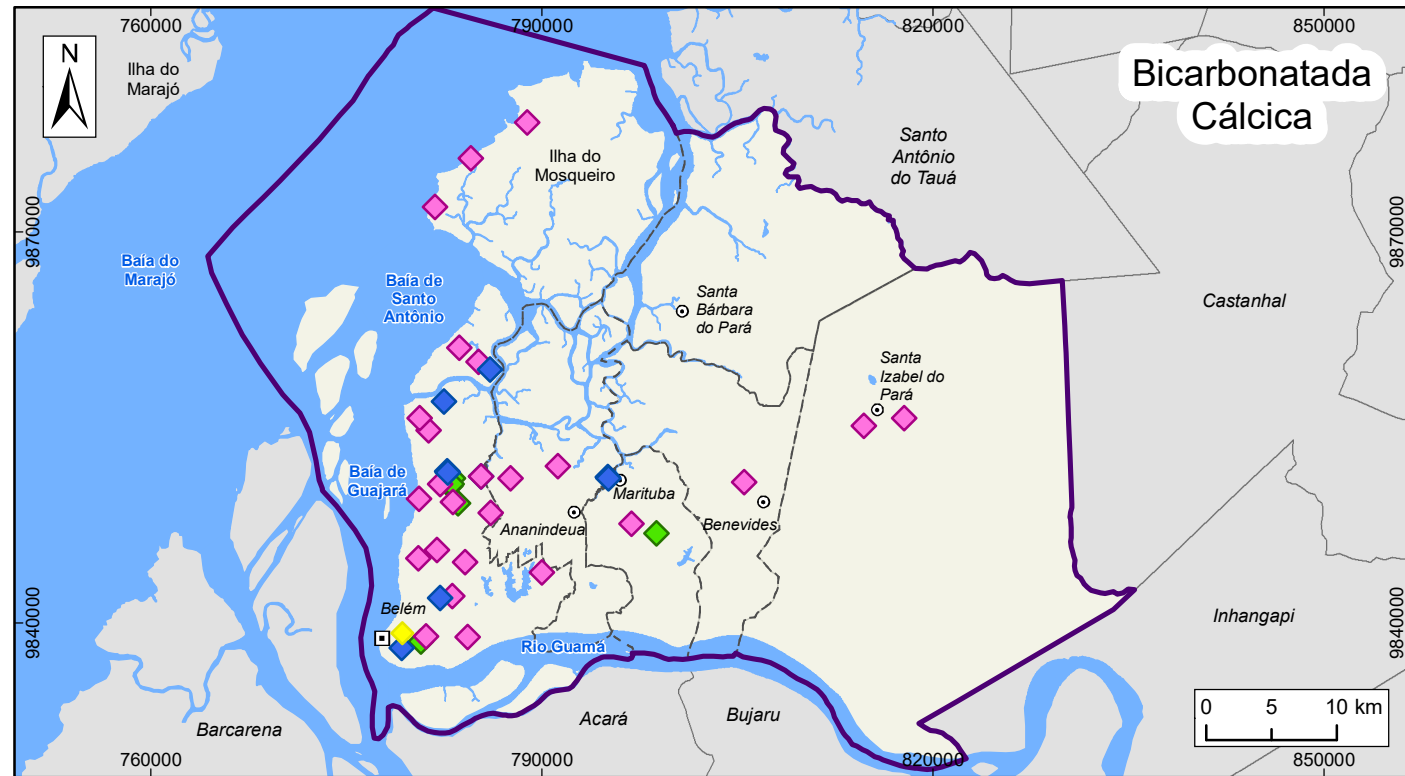 760000
790000
820000
850000
N
Ilha do
Marajó
Bicarbonatada
Cálcica
Ilha do
Mosqueiro
Santo
Antônio
do Tauá
9870000
9870000
Baía do
Marajó
Baía de
Santo
Antônio
Santa
Bárbara
do Pará
Castanhal
Santa
Izabel do
Pará
Baía de
Guajará
Marituba
Ananindeua
Benevides
Belém
9840000
9840000
Inhangapi
Rio Guamá
Barcarena
Acará
Bujaru
0 5 10 km
760000
790000
820000
850000